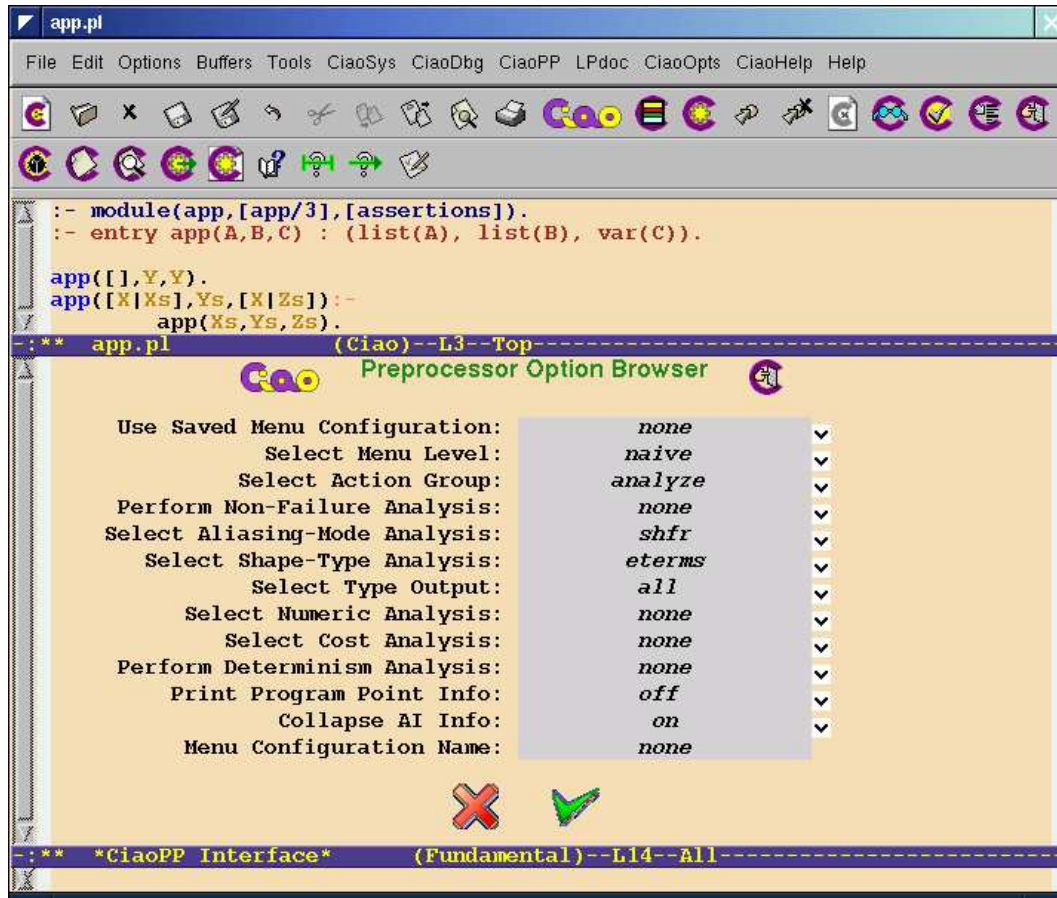 app.pl
File Edit Options Buffers Tools CiaoSys CiaoDbg CiaoPP LPdoc CiaoOpts CiaoHelp Help
Ciao
:- module(app,[app/3],[assertions]).
:- entry app(A,B,C) : (list(A), list(B), var(C)).
app([],Y,Y).
app([X|Xs],Ys,[X|Zs]):-
app(Xs,Ys,Zs).
-:** app.pl (Ciao)--L3--Top----------------------------------------
Ciao Preprocessor Option Browser
Use Saved Menu Configuration: none
Select Menu Level: naive
Select Action Group: analyze
Perform Non-Failure Analysis: none
Select Aliasing-Mode Analysis: shfr
Select Shape-Type Analysis: eterms
Select Type Output: all
Select Numeric Analysis: none
Select Cost Analysis: none
Perform Determinism Analysis: none
Print Program Point Info: off
Collapse AI Info: on
Menu Configuration Name: none
-:** *CiaoPP Interface* (Fundamental)--L14--All--------------------------